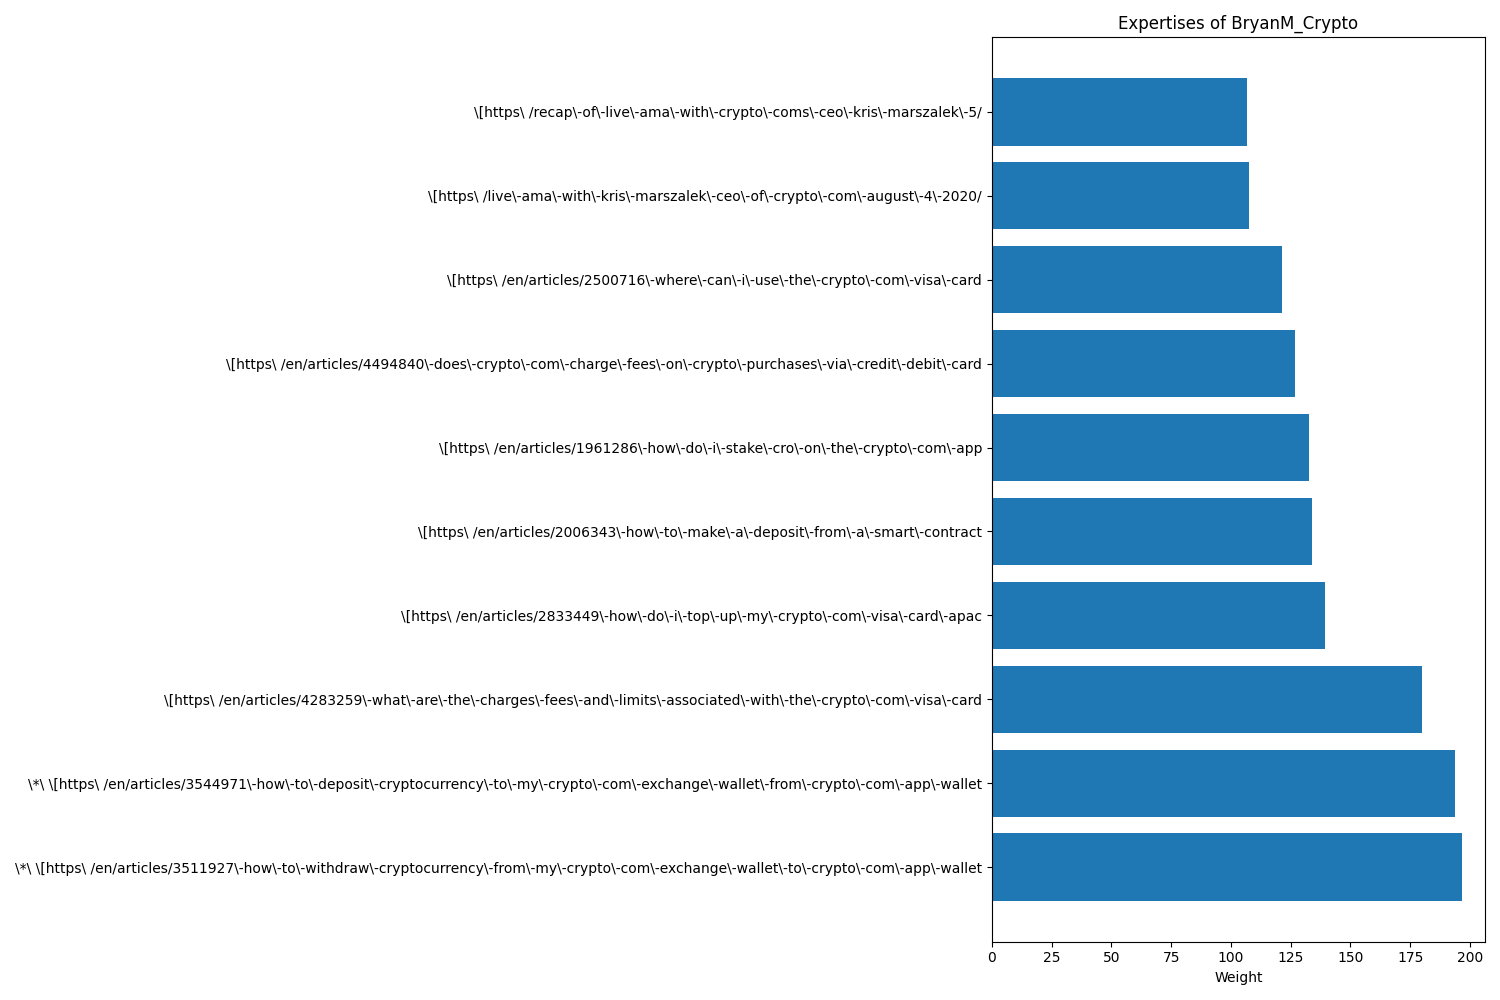 Expertises of BryanM_Crypto
\[https\ /recap\-of\-live\-ama\-with\-crypto\-coms\-ceo\-kris\-marszalek\-5/
\[https\ /live\-ama\-with\-kris\-marszalek\-ceo\-of\-crypto\-com\-august\-4\-2020/
\[https\ /en/articles/2500716\-where\-can\-i\-use\-the\-crypto\-com\-visa\-card
\[https\ /en/articles/4494840\-does\-crypto\-com\-charge\-fees\-on\-crypto\-purchases\-via\-credit\-debit\-card
\[https\ /en/articles/1961286\-how\-do\-i\-stake\-cro\-on\-the\-crypto\-com\-app
\[https\ /en/articles/2006343\-how\-to\-make\-a\-deposit\-from\-a\-smart\-contract
\[https\ /en/articles/2833449\-how\-do\-i\-top\-up\-my\-crypto\-com\-visa\-card\-apac
\[https\ /en/articles/4283259\-what\-are\-the\-charges\-fees\-and\-limits\-associated\-with\-the\-crypto\-com\-visa\-card
\*\ \[https\ /en/articles/3544971\-how\-to\-deposit\-cryptocurrency\-to\-my\-crypto\-com\-exchange\-wallet\-from\-crypto\-com\-app\-wallet
\*\ \[https\ /en/articles/3511927\-how\-to\-withdraw\-cryptocurrency\-from\-my\-crypto\-com\-exchange\-wallet\-to\-crypto\-com\-app\-wallet
0 25 50 75 100 125 150 175 200
Weight